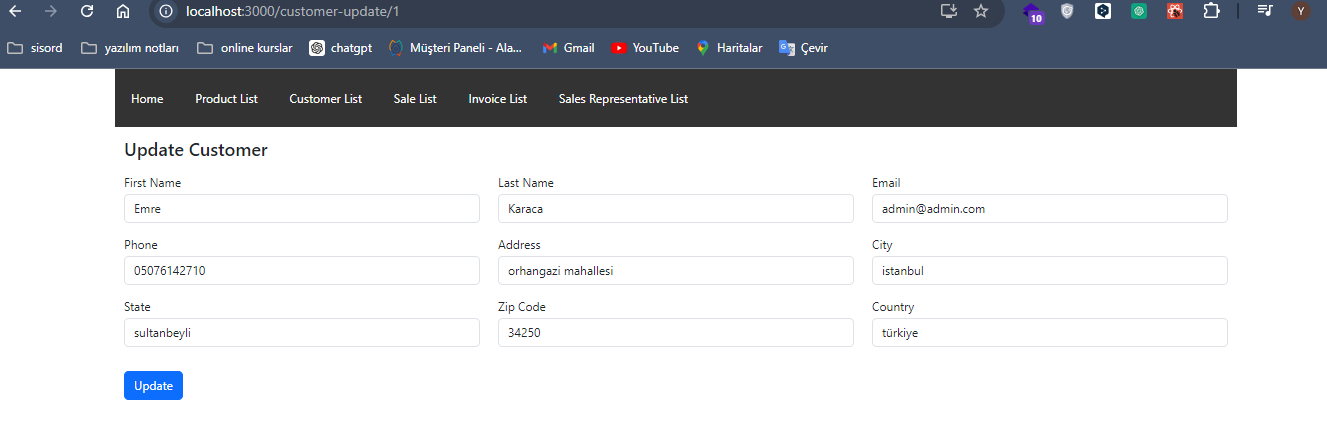 localhost:3000/customer-update/1
10
Y
sisord yazılım notları online kurslar chatgpt Müşteri Paneli - Ala... Gmail YouTube Haritalar Çevir
Home Product List Customer List Sale List Invoice List Sales Representative List
Update Customer
First Name Last Name Email
Emre Karaca admin@admin.com
Phone Address City
05076142710 orhangazi mahallesi istanbul
State Zip Code Country
sultanbeyli 34250 türkiye
Update